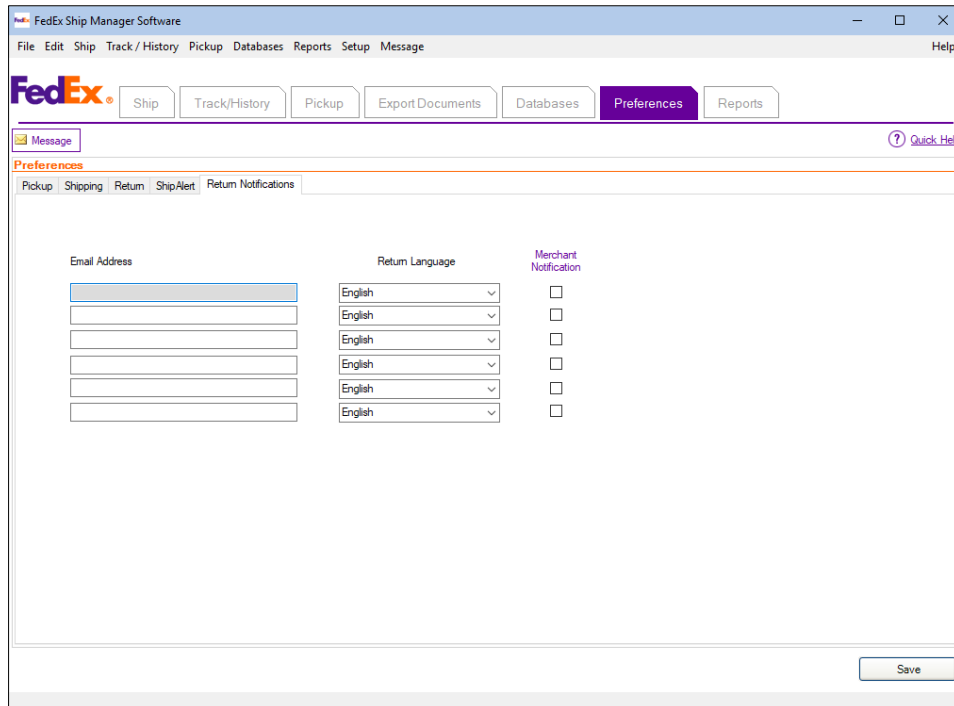 FedEx FedEx Ship Manager Software
File Edit Ship Track / History Pickup Databases Reports Setup Message Help
FedEx® Ship Track/History Pickup Export Documents Databases Preferences Reports
Message ? Quick Hel
Preferences
Pickup Shipping Return ShipAlert Return Notifications
Email Address Return Language Merchant
Notification
English
English
English
English
English
English
Save